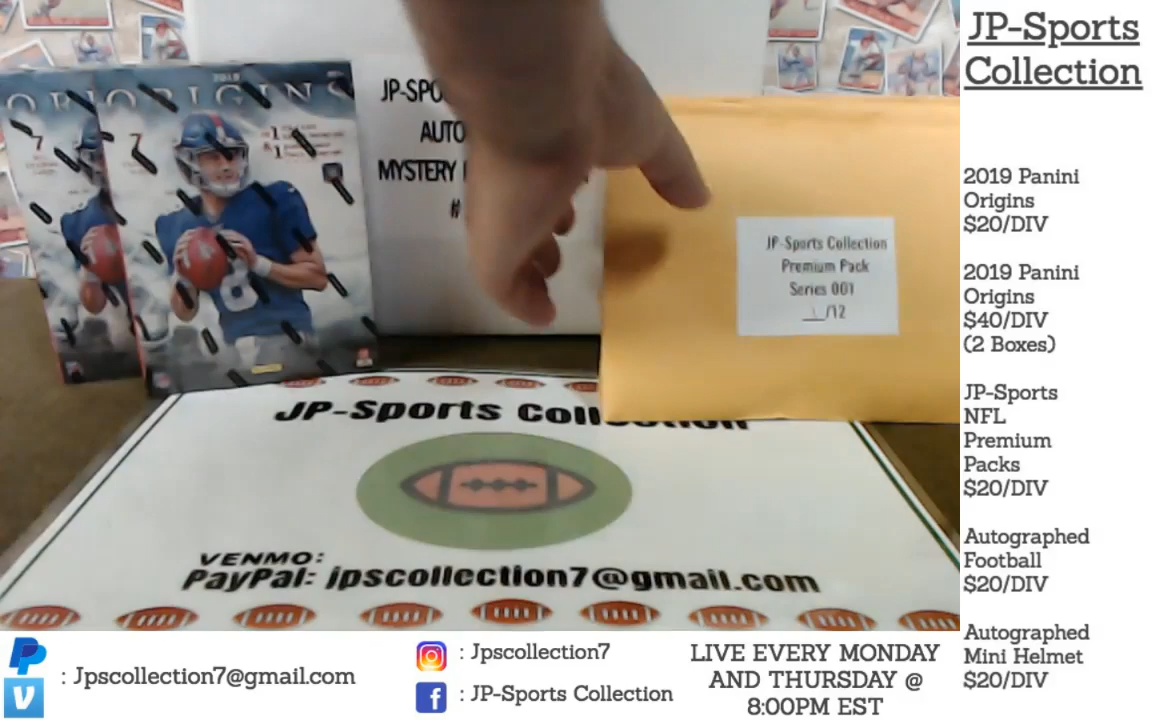 JP-Sports
Collection
2019 Panini
Origins
$20/DIV
2019 Panini
Origins
$40/DIV
(2 Boxes)
JP-Sports
NFL
Premium
Packs
$20/DIV
Autographed
Football
$20/DIV
Autographed
Mini Helmet
$20/DIV
2019
ORIGINS
7
8
JP-SPO
AUTO
MYSTERY
#
JP-Sports Collection
Premium Pack
Series 001
/12
JP-Sports Collection
VENMO:
PayPal: jpscollection7@gmail.com
: Jpscollection7@gmail.com
: Jpscollection7
: JP-Sports Collection
LIVE EVERY MONDAY
AND THURSDAY @
8:00PM EST